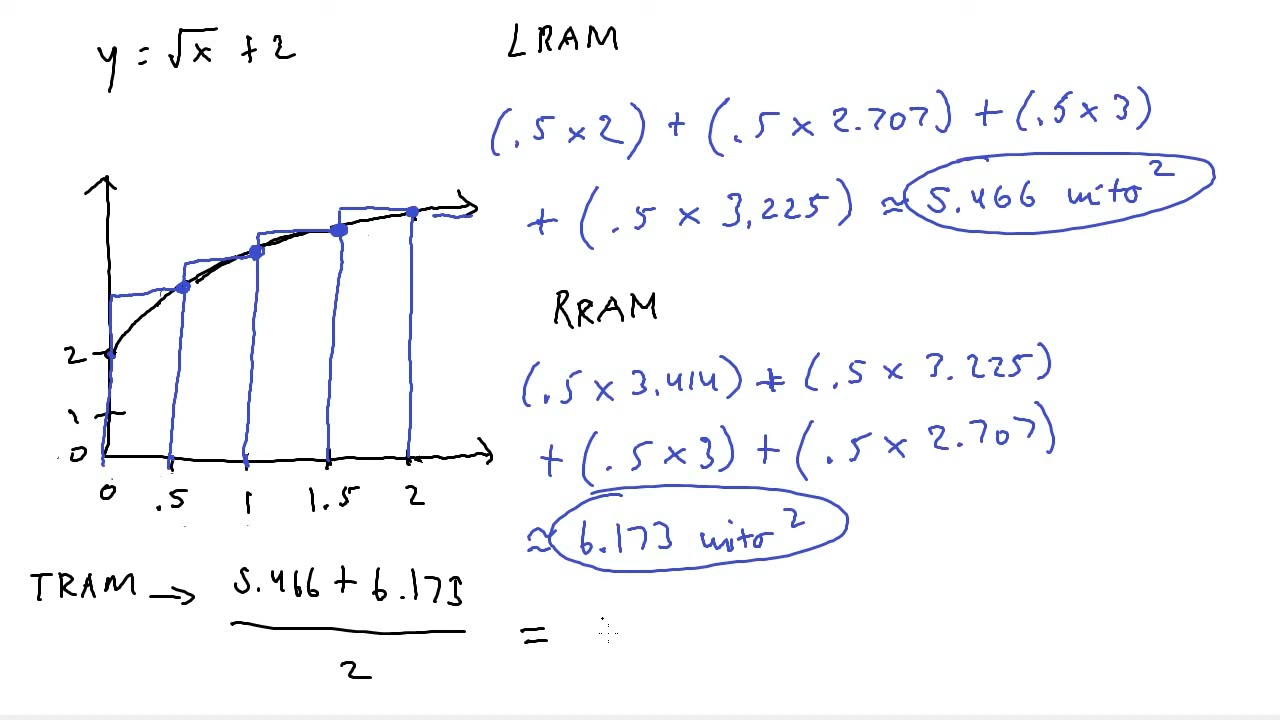 y = √x + 2
LRAM
(.5 × 2) + (.5 × 2.707) + (.5 × 3)
+ (.5 × 3.225) ≈ 5.466 units²
RRAM
(.5 × 3.414) + (.5 × 3.225)
+ (.5 × 3) + (.5 × 2.707)
≈ 6.173 units²
2
1
0
0 .5 1 1.5 2
TRAM → 5.466 + 6.173
2
=